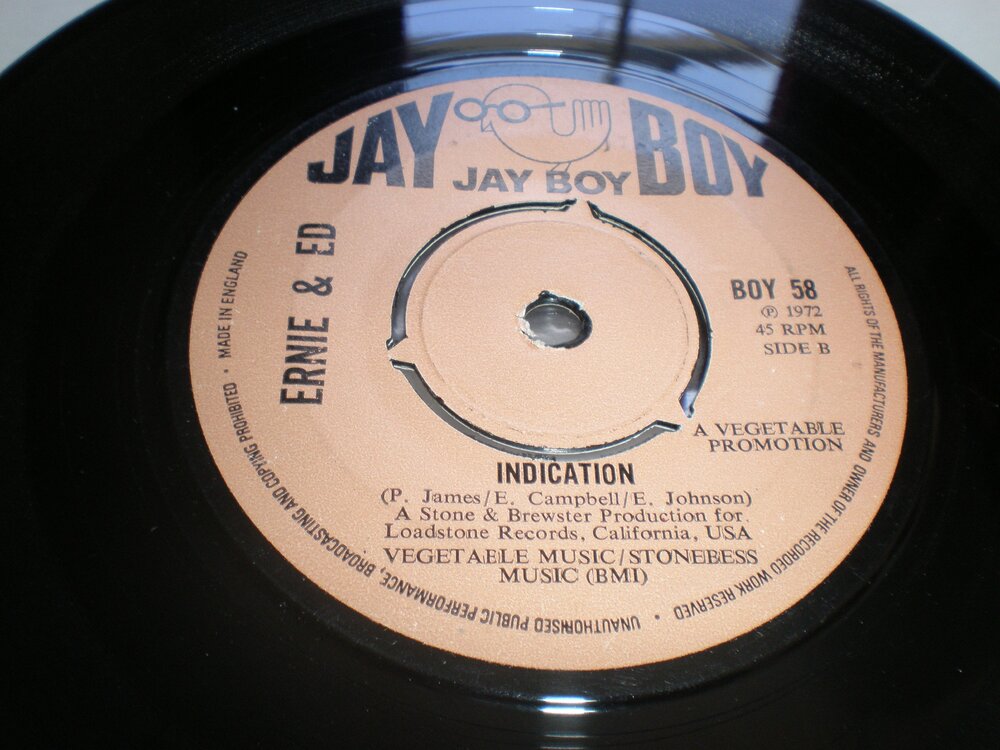 JAY BOY
JAY BOY
ERNIE & ED
BOY 58
℗ 1972
45 RPM
SIDE B
A VEGETABLE
PROMOTION
INDICATION
(P. James/E. Campbell/E. Johnson)
A Stone & Brewster Production for
Loadstone Records, California, USA
VEGETABLE MUSIC/STONEBESS
MUSIC (BMI)
ALL RIGHTS OF THE MANUFACTURERS AND OWNER OF THE RECORDED WORK RESERVED • UNAUTHORISED PUBLIC PERFORMANCE, BROADCASTING AND COPYING PROHIBITED • MADE IN ENGLAND